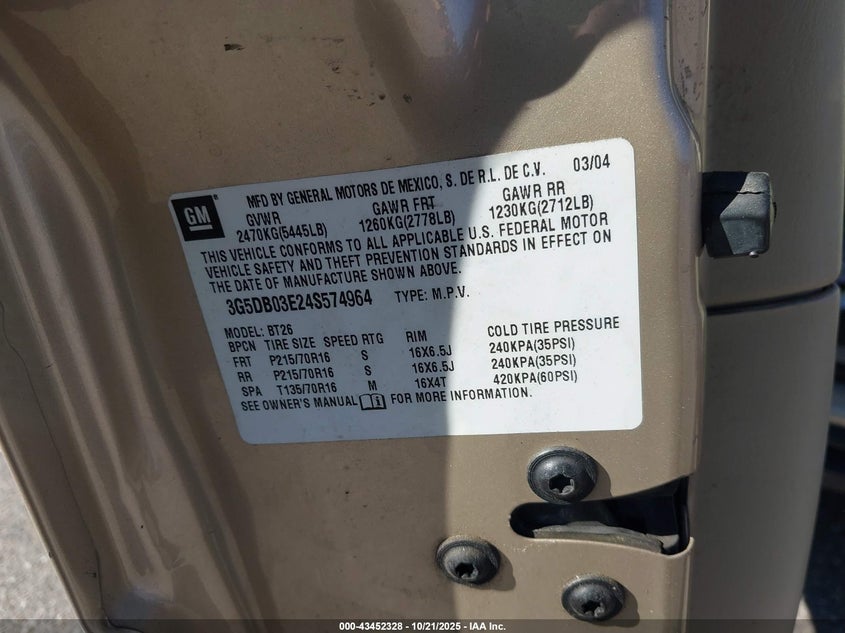 GM
MFD BY GENERAL MOTORS DE MEXICO, S. DE R.L. DE C.V. 03/04
GVWR GAWR FRT GAWR RR
2470KG(5445LB) 1260KG(2778LB) 1230KG(2712LB)
THIS VEHICLE CONFORMS TO ALL APPLICABLE U.S. FEDERAL MOTOR
VEHICLE SAFETY AND THEFT PREVENTION STANDARDS IN EFFECT ON
THE DATE OF MANUFACTURE SHOWN ABOVE.
3G5DB03E24S574964 TYPE: M.P.V.
MODEL: BT26
BPCN TIRE SIZE SPEED RTG RIM COLD TIRE PRESSURE
FRT P215/70R16 S 16X6.5J 240KPA(35PSI)
RR P215/70R16 S 16X6.5J 240KPA(35PSI)
SPA T135/70R16 M 16X4T 420KPA(60PSI)
SEE OWNER'S MANUAL FOR MORE INFORMATION.
000-43452328 - 10/21/2025 - IAA Inc.